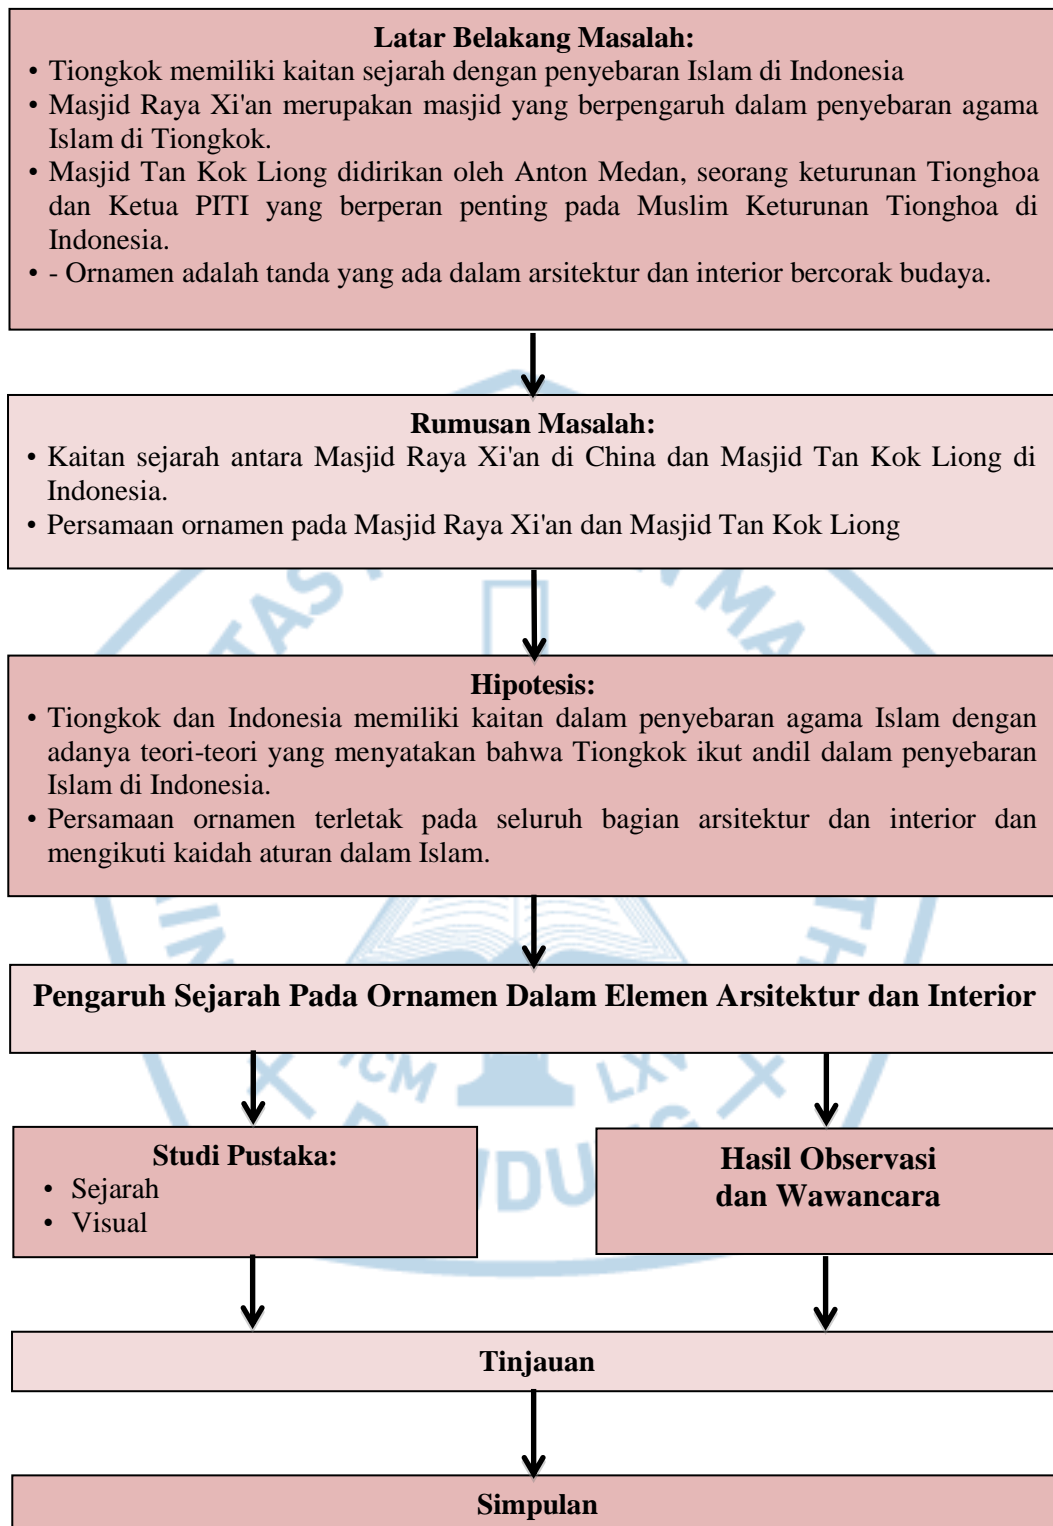 Latar Belakang Masalah:
• Tiongkok memiliki kaitan sejarah dengan penyebaran Islam di Indonesia
• Masjid Raya Xi'an merupakan masjid yang berpengaruh dalam penyebaran agama
Islam di Tiongkok.
• Masjid Tan Kok Liong didirikan oleh Anton Medan, seorang keturunan Tionghoa
dan Ketua PITI yang berperan penting pada Muslim Keturunan Tionghoa di
Indonesia.
• - Ornamen adalah tanda yang ada dalam arsitektur dan interior bercorak budaya.
Rumusan Masalah:
• Kaitan sejarah antara Masjid Raya Xi'an di China dan Masjid Tan Kok Liong di
Indonesia.
• Persamaan ornamen pada Masjid Raya Xi'an dan Masjid Tan Kok Liong
Hipotesis:
• Tiongkok dan Indonesia memiliki kaitan dalam penyebaran agama Islam dengan
adanya teori-teori yang menyatakan bahwa Tiongkok ikut andil dalam penyebaran
Islam di Indonesia.
• Persamaan ornamen terletak pada seluruh bagian arsitektur dan interior dan
mengikuti kaidah aturan dalam Islam.
Pengaruh Sejarah Pada Ornamen Dalam Elemen Arsitektur dan Interior
Studi Pustaka:
• Sejarah
• Visual
Hasil Observasi
dan Wawancara
Tinjauan
Simpulan